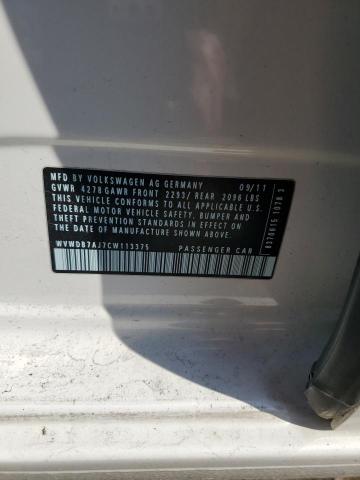 MFD BY VOLKSWAGEN AG GERMANY 09/11
GVWR 4278 GAWR FRONT 2293/ REAR 2096 LBS
THIS VEHICLE CONFORMS TO ALL APPLICABLE U.S.
FEDERAL MOTOR VEHICLE SAFETY, BUMPER AND
THEFT PREVENTION STANDARDS IN EFFECT ON THE
DATE OF MANUFACTURE SHOWN ABOVE.
WVWDB7AJ7CW113375 PASSENGER CAR